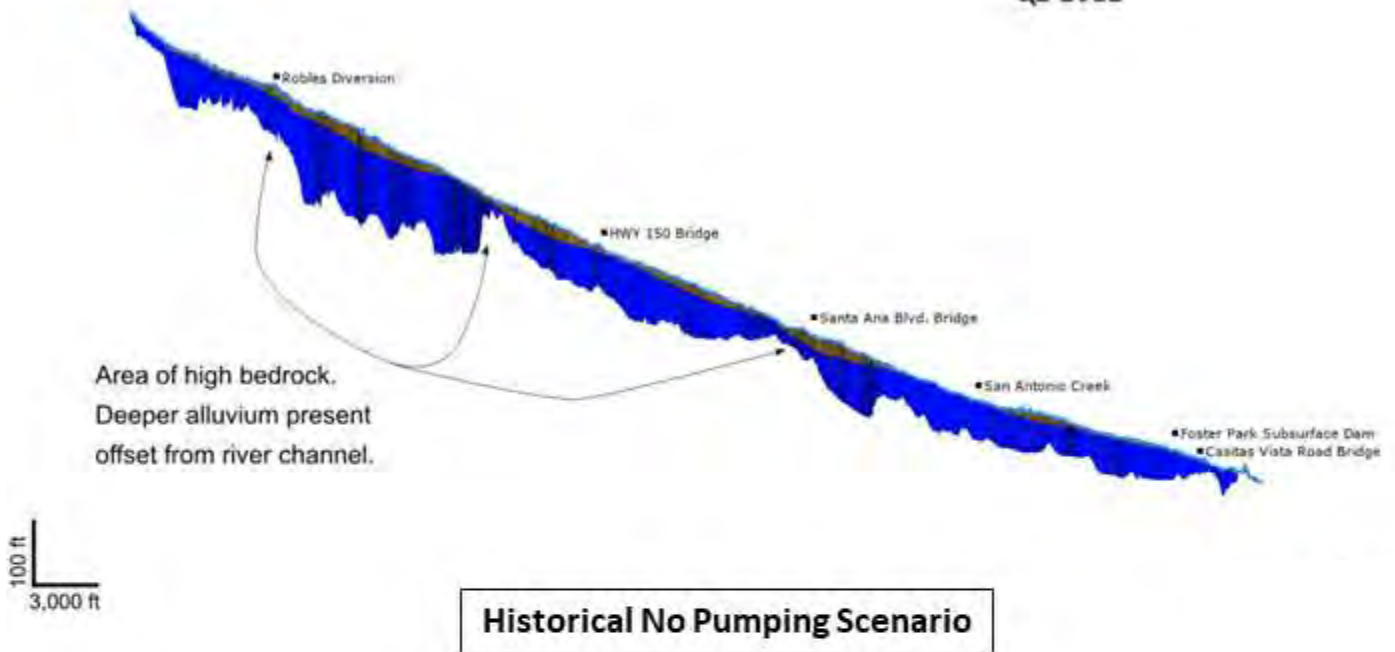 Robles Diversion
HWY 150 Bridge
Santa Ana Blvd. Bridge
San Antonio Creek
Foster Park Subsurface Dam
Casitas Vista Road Bridge
Area of high bedrock.
Deeper alluvium present
offset from river channel.
100 ft
3,000 ft
Historical No Pumping Scenario